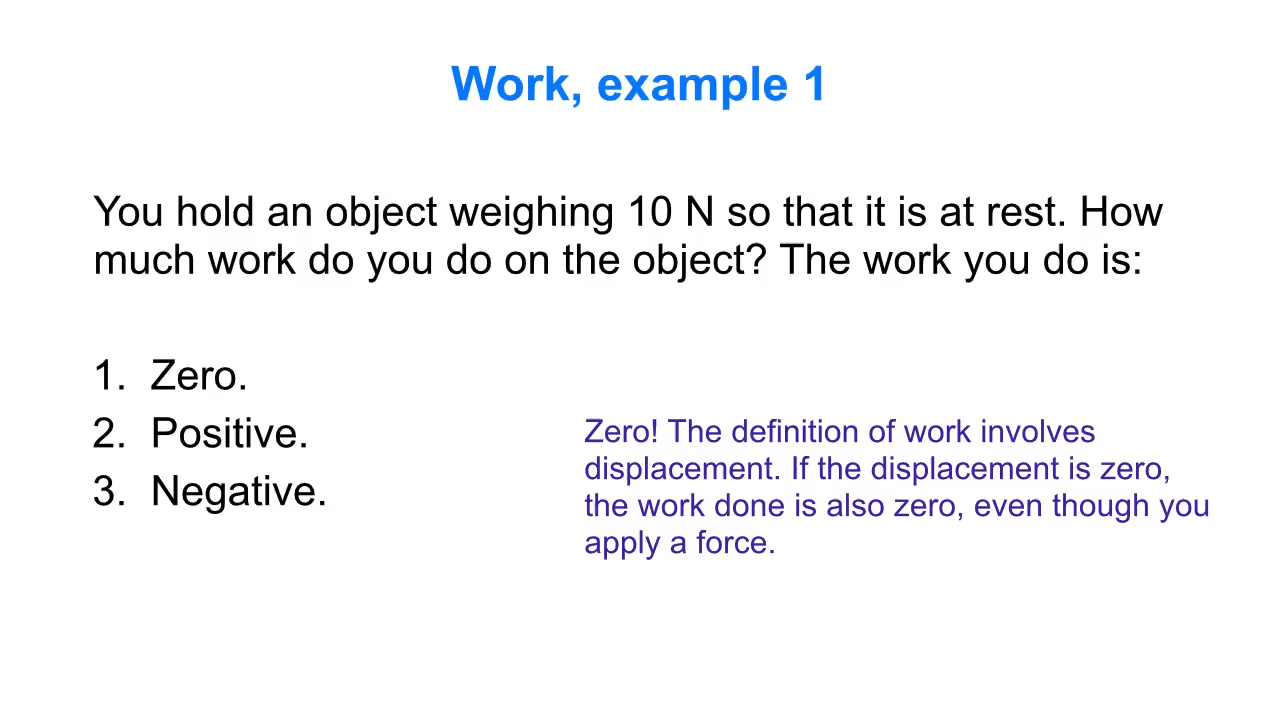 Work, example 1
You hold an object weighing 10 N so that it is at rest. How
much work do you do on the object? The work you do is:
1. Zero.
2. Positive.
3. Negative.
Zero! The definition of work involves
displacement. If the displacement is zero,
the work done is also zero, even though you
apply a force.